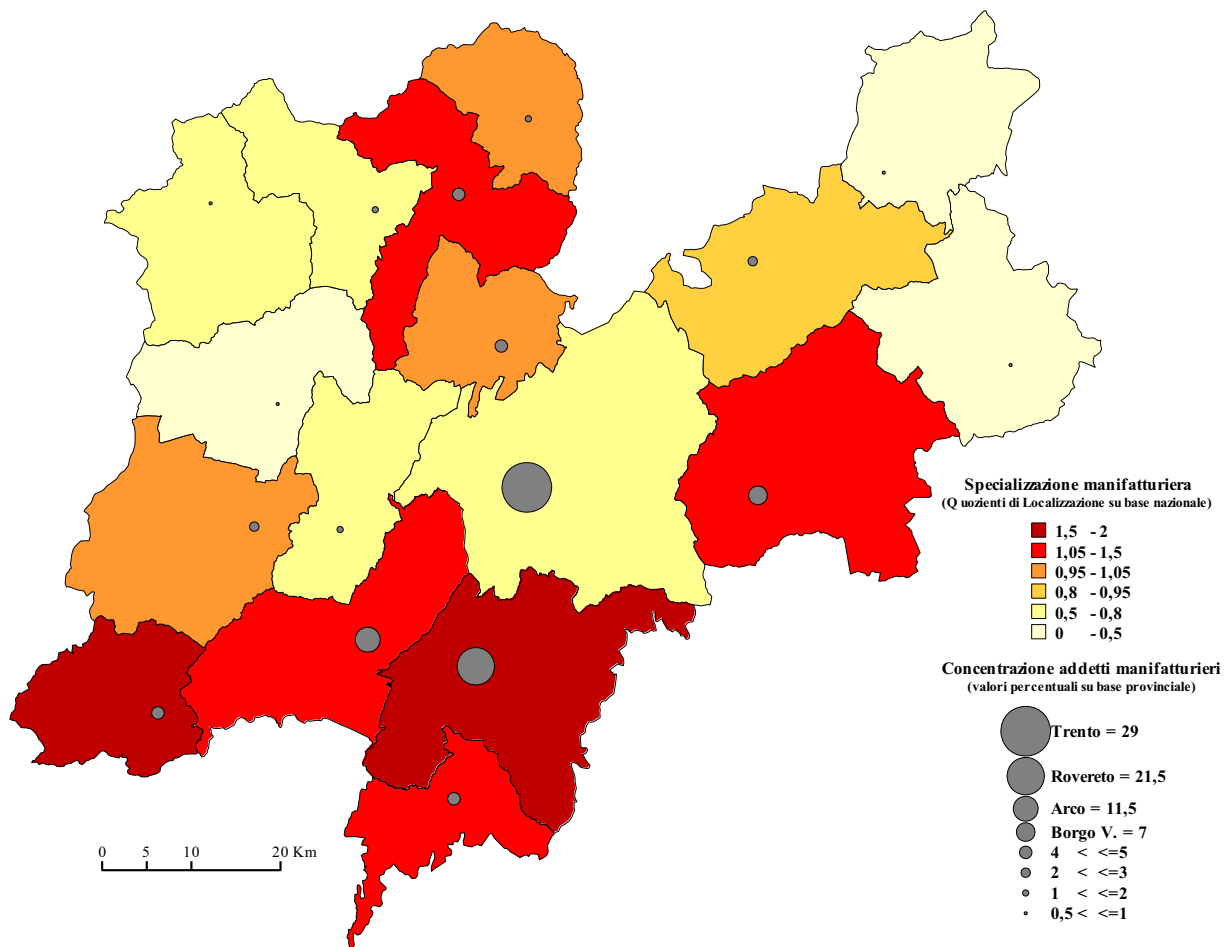 Specializzazione manifatturiera
(Q uozienti di Localizzazione su base nazionale)
1,5 - 2
1,05 - 1,5
0,95 - 1,05
0,8 - 0,95
0,5 - 0,8
0 - 0,5
Concentrazione addetti manifatturieri
(valori percentuali su base provinciale)
Trento = 29
Rovereto = 21,5
Arco = 11,5
Borgo V. = 7
4 < <=5
2 < <=3
1 < <=2
0,5 < <=1
0 5 10 20 Km